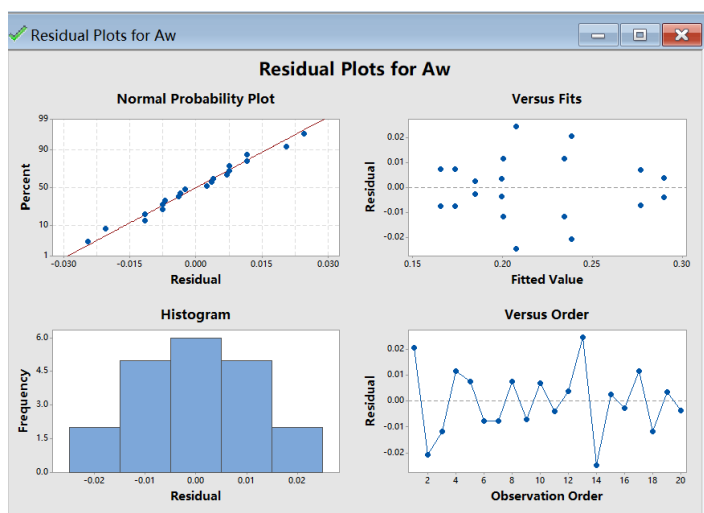 Residual Plots for Aw
Residual Plots for Aw
Normal Probability Plot
99
90
50
10
1
Percent
-0.030 -0.015 0.000 0.015 0.030
Residual
Versus Fits
0.02
0.01
0.00
-0.01
-0.02
Residual
0.15 0.20 0.25 0.30
Fitted Value
Histogram
6.0
4.5
3.0
1.5
0.0
Frequency
-0.02 -0.01 0.00 0.01 0.02
Residual
Versus Order
0.02
0.01
0.00
-0.01
-0.02
Residual
2 4 6 8 10 12 14 16 18 20
Observation Order